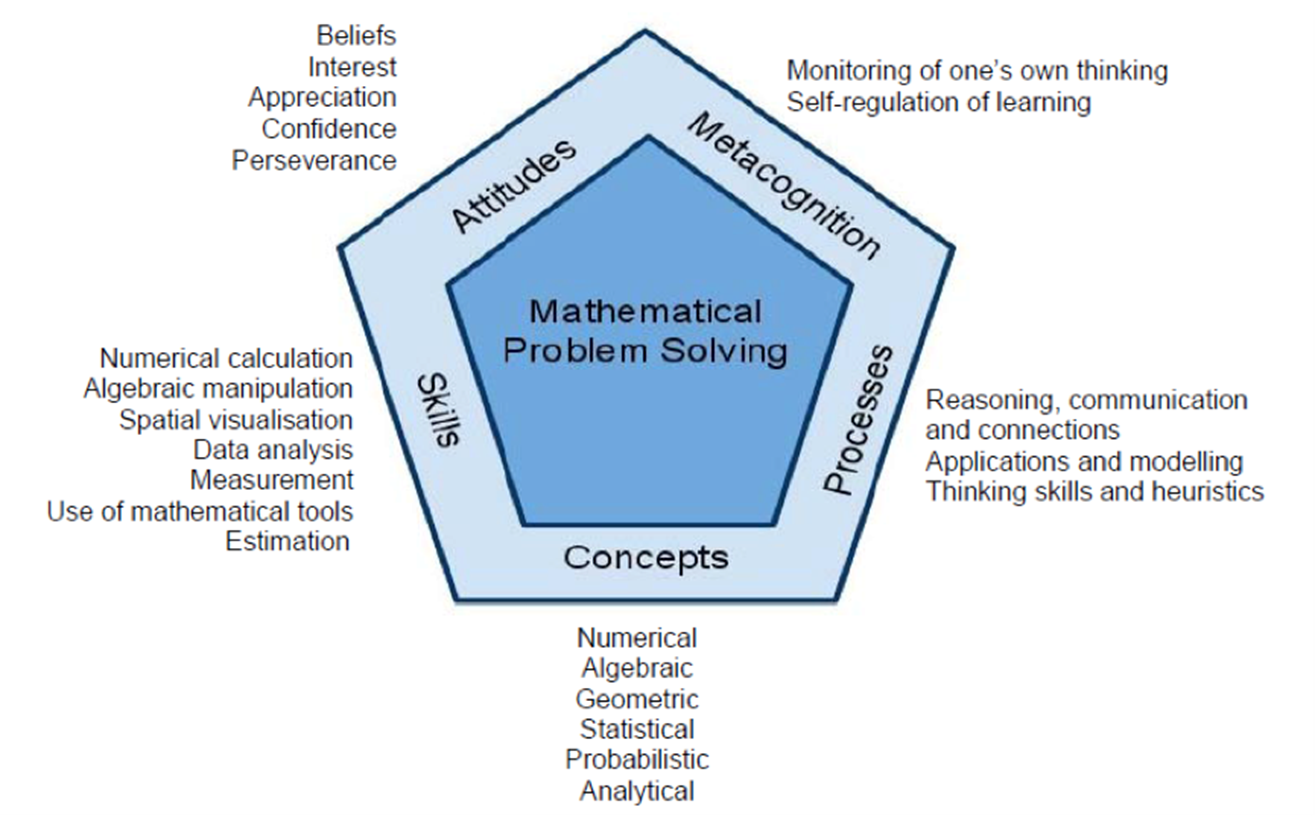 Beliefs
Interest
Appreciation
Confidence
Perseverance
Monitoring of one's own thinking
Self-regulation of learning
Attitudes
Metacognition
Mathematical
Problem Solving
Numerical calculation
Algebraic manipulation
Spatial visualisation
Data analysis
Measurement
Use of mathematical tools
Estimation
Skills
Processes
Reasoning, communication
and connections
Applications and modelling
Thinking skills and heuristics
Concepts
Numerical
Algebraic
Geometric
Statistical
Probabilistic
Analytical